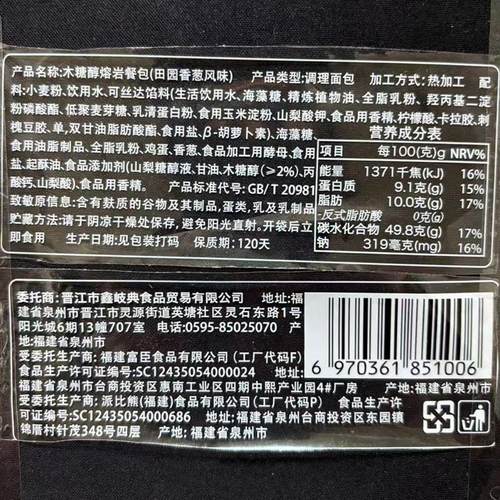 产品名称:木糖醇熔岩餐包(田园香葱风味) 产品类型:调理面包 加工方式:热加工 配
料:小麦粉、饮用水、可丝达馅料(生活饮用水、海藻糖、精炼植物油、全脂乳粉、羟丙基二淀
粉磷酸酯、低聚麦芽糖、乳清蛋白粉、食用玉米淀粉、山梨酸钾、食品用香精、柠檬酸、卡拉胶、刺
槐豆胶、单,双甘油脂肪酸酯、食用盐、β-胡萝卜素)、海藻糖、
食用油脂制品、全脂乳粉、鸡蛋、香葱、食品加工用酵母、食用
盐、起酥油、食品添加剂(山梨糖醇液、甘油、木糖醇(≥2%)、丙
酸钙、山梨酸)、食用香精。 产品标准代号:GB/T 20981
致敏原信息:含有麸质的谷物及其制品,蛋类,乳及乳制品
贮藏方法:请于阴凉干燥处保存,避免阳光直射。开袋后立
即食用 生产日期:见包装打码 保质期:120天
营养成分表
项目 每100(克)g NRV%
能量 1371千焦(kJ) 16%
蛋白质 9.1克(g) 15%
脂肪 10.0克(g) 17%
-反式脂肪酸 0克(g)
碳水化合物 49.8克(g) 17%
钠 319毫克(mg) 16%
委托商:晋江市鑫岐典食品贸易有限公司 地址:福
建省泉州市晋江市灵源街道英塘社区灵石东路1号
阳光城6期13幢707室 电话:0595-85025070 产
地:福建省泉州市
受委托生产商:福建富臣食品有限公司(工厂代码F)
食品生产许可证编号:SC12435054000024 地址:福
建省泉州市台商投资区惠南工业区四期中熙产业园4#厂房 产地:福建省泉州市
受委托生产商:派比熊(福建)食品有限公司(工厂代码P) 食品生产许
可证编号:SC12435054000686 地址:福建省泉州台商投资区东园镇
锦厝村针茂348号四层 产地:福建省泉州市
6 970361 851006